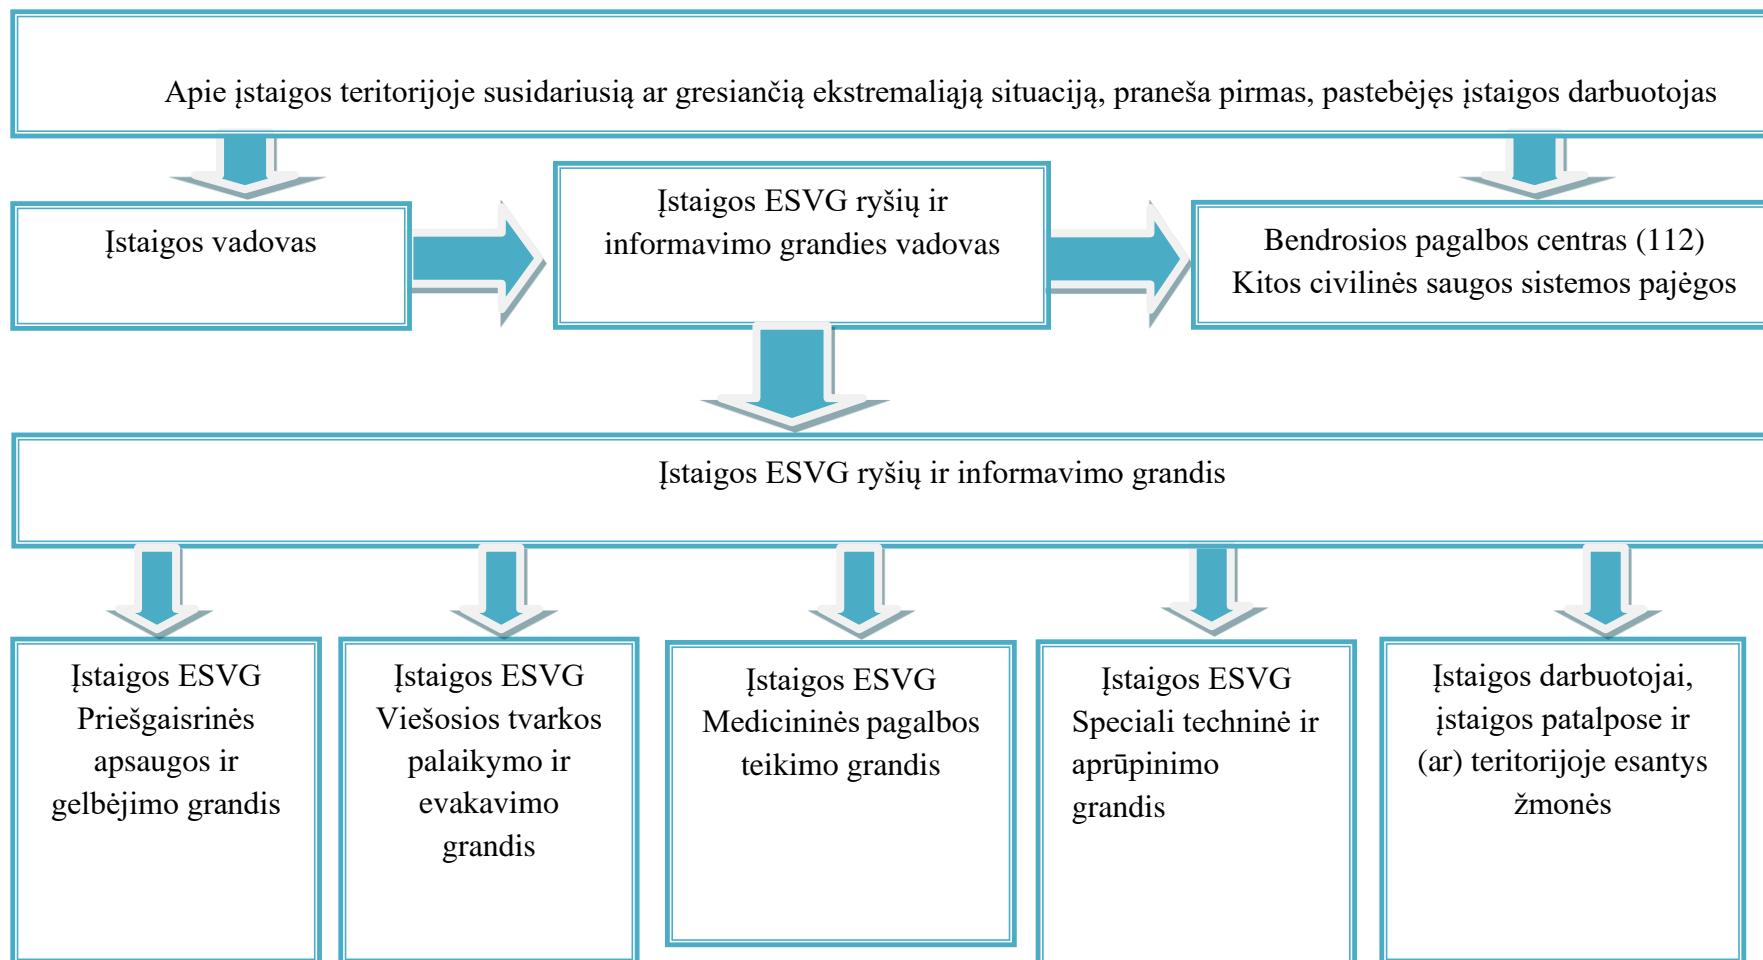 Apie įstaigos teritorijoje susidariusią ar gresiančią ekstremaliąją situaciją, praneša pirmas, pastebėjęs įstaigos darbuotojas
Įstaigos vadovas
Įstaigos ESVG ryšių ir
informavimo grandies vadovas
Bendrosios pagalbos centras (112)
Kitos civilinės saugos sistemos pajėgos
Įstaigos ESVG ryšių ir informavimo grandis
Įstaigos ESVG
Priešgaisrinės
apsaugos ir
gelbėjimo grandis
Įstaigos ESVG
Viešosios tvarkos
palaikymo ir
evakavimo
grandis
Įstaigos ESVG
Medicininės pagalbos
teikimo grandis
Įstaigos ESVG
Speciali techninė ir
aprūpinimo
grandis
Įstaigos darbuotojai,
įstaigos patalpose ir
(ar) teritorijoje esantys
žmonės